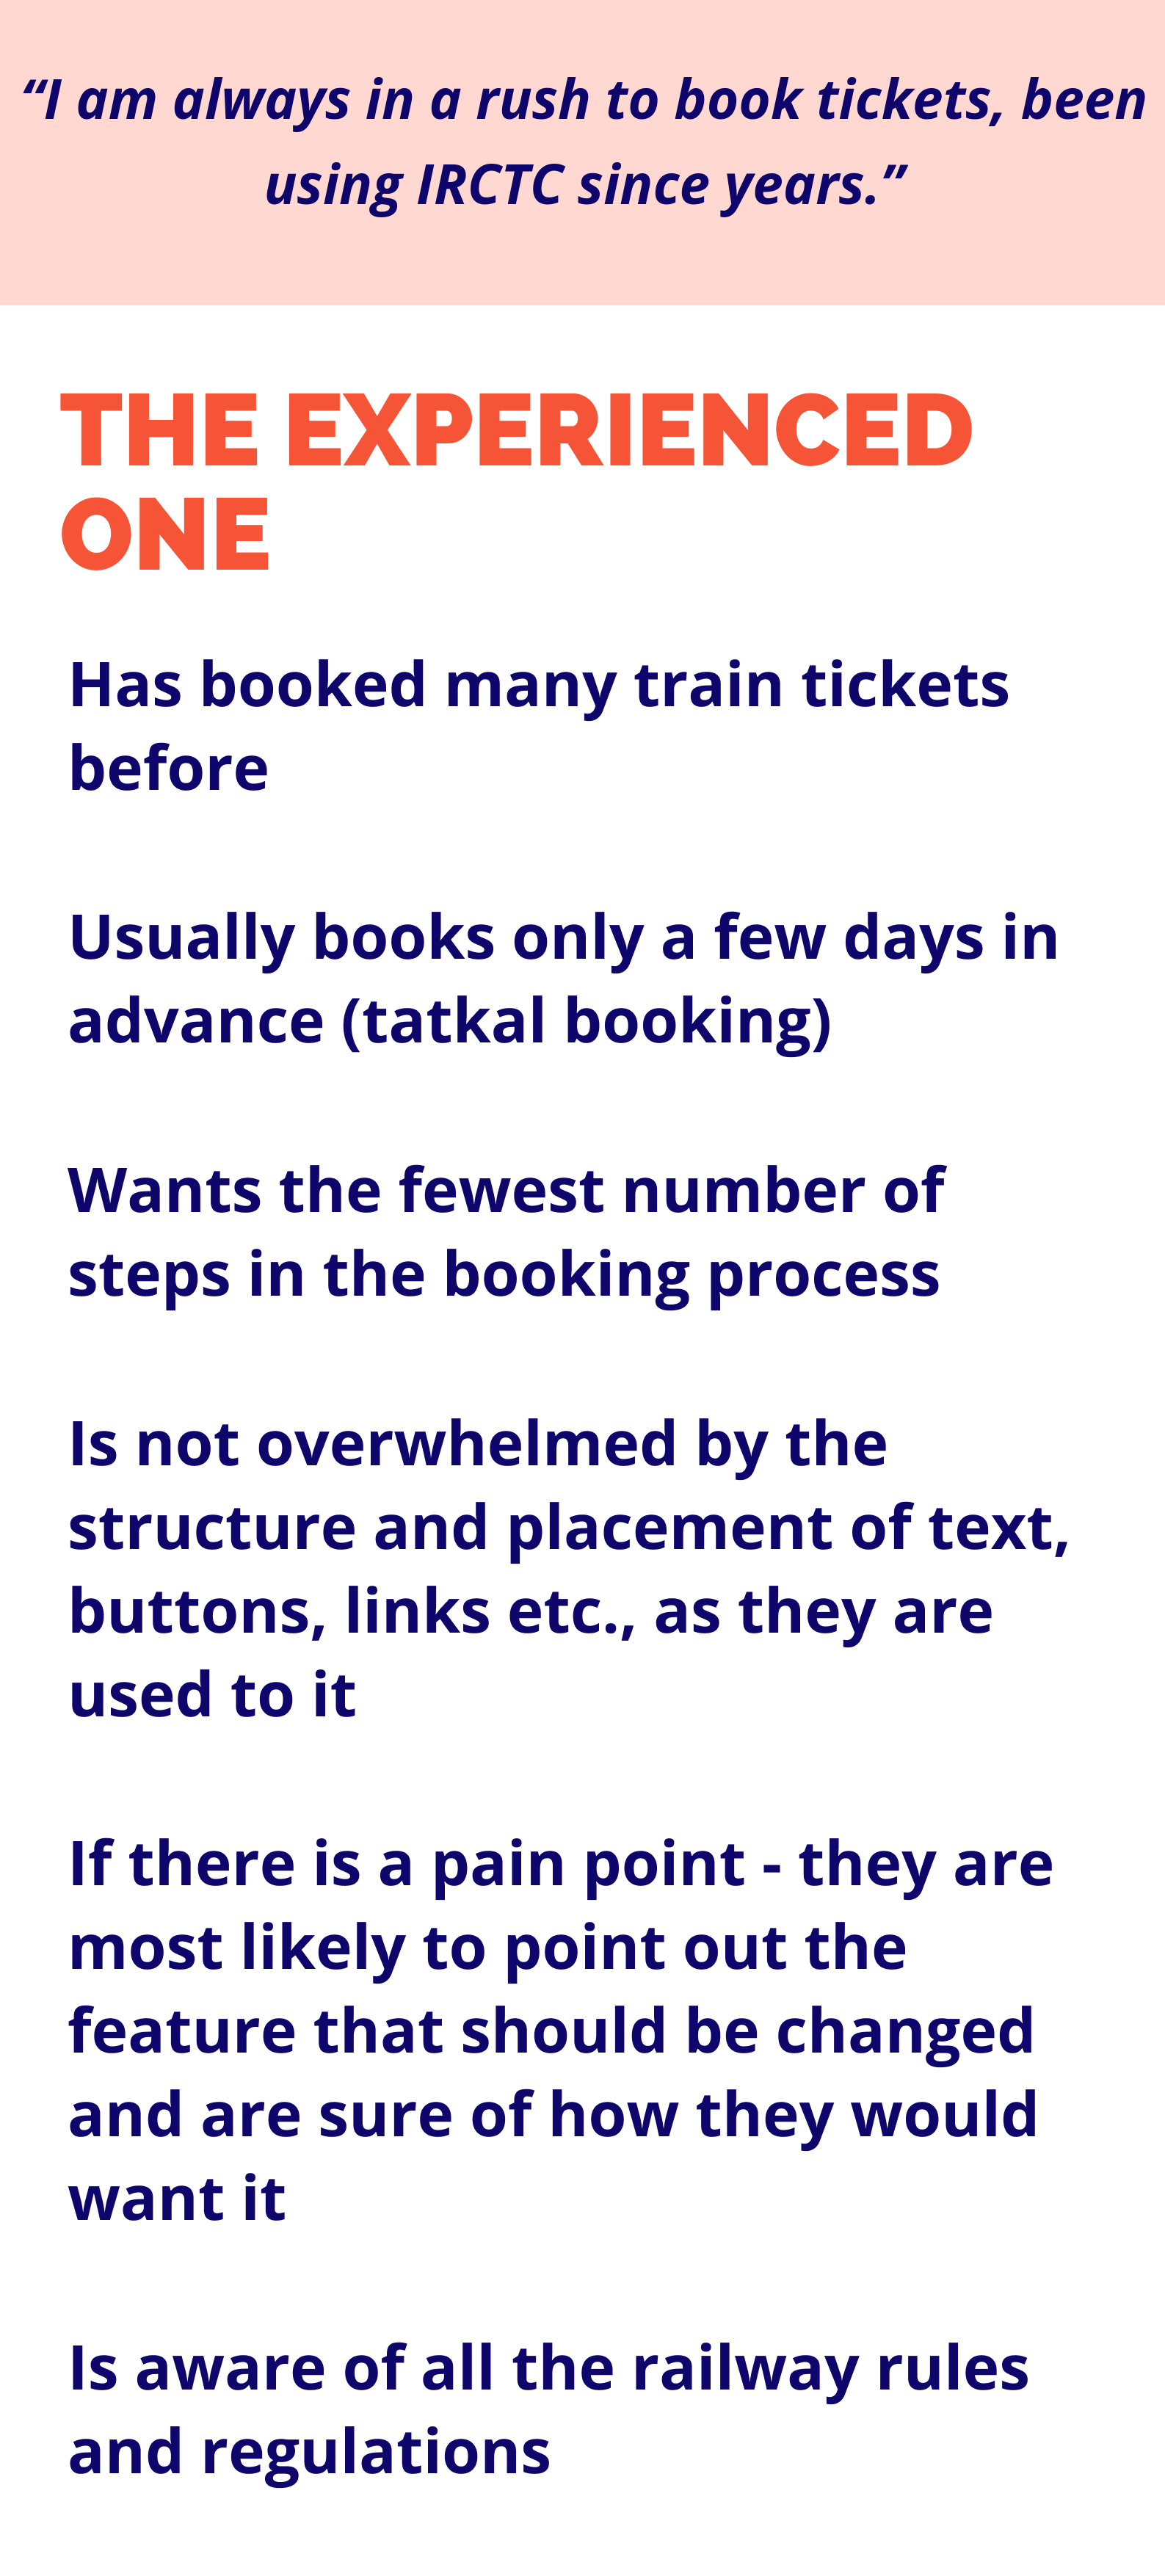 “I am always in a rush to book tickets, been
using IRCTC since years.”
THE EXPERIENCED
ONE
Has booked many train tickets
before
Usually books only a few days in
advance (tatkal booking)
Wants the fewest number of
steps in the booking process
Is not overwhelmed by the
structure and placement of text,
buttons, links etc., as they are
used to it
If there is a pain point - they are
most likely to point out the
feature that should be changed
and are sure of how they would
want it
Is aware of all the railway rules
and regulations